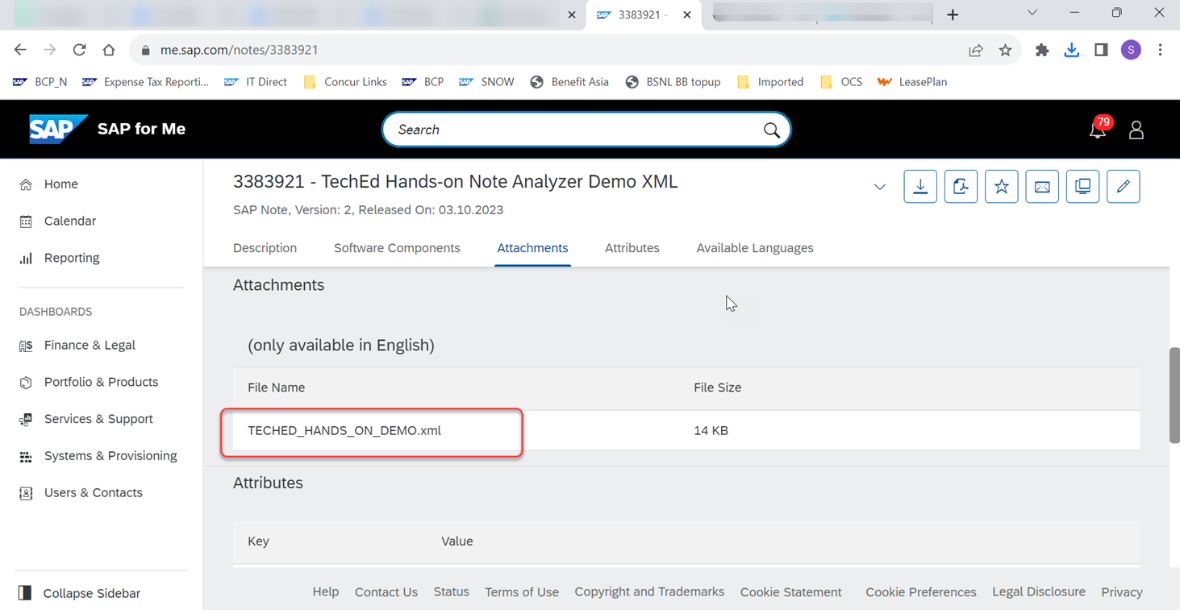 3383921 -
me.sap.com/notes/3383921
S
BCP_N Expense Tax Reporti... IT Direct Concur Links BCP SNOW Benefit Asia BSNL BB topup Imported OCS LeasePlan
SAP SAP for Me Search 79
Home
Calendar
Reporting
DASHBOARDS
Finance & Legal
Portfolio & Products
Services & Support
Systems & Provisioning
Users & Contacts
Collapse Sidebar
3383921 - TechEd Hands-on Note Analyzer Demo XML
SAP Note, Version: 2, Released On: 03.10.2023
Description Software Components Attachments Attributes Available Languages
Attachments
(only available in English)
File Name File Size
TECHED_HANDS_ON_DEMO.xml 14 KB
Attributes
Key Value
Help Contact Us Status Terms of Use Copyright and Trademarks Cookie Statement Cookie Preferences Legal Disclosure Privacy